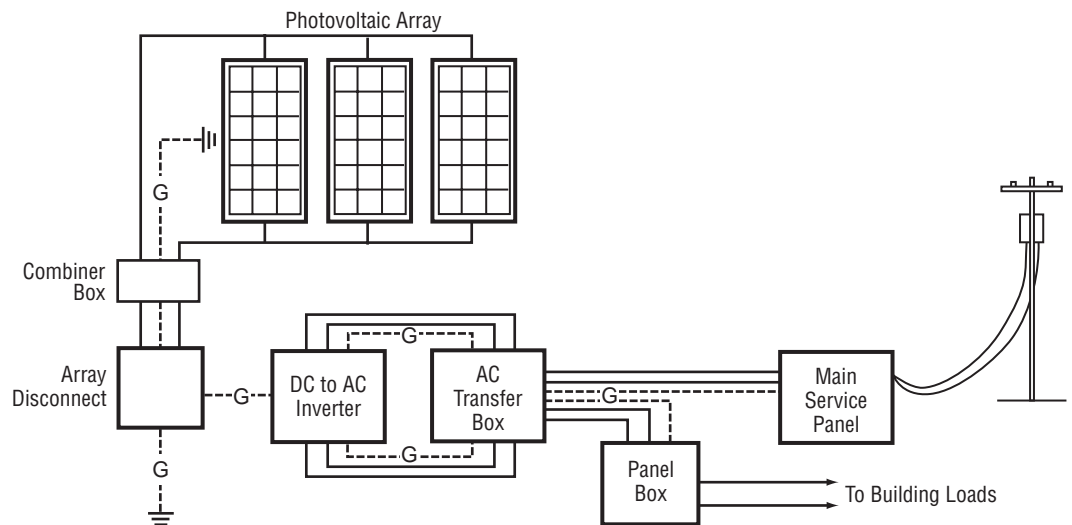 Photovoltaic Array
G
Combiner
Box
Array
Disconnect
G
G
DC to AC
Inverter
G
G
AC
Transfer
Box
G
Main
Service
Panel
Panel
Box
To Building Loads